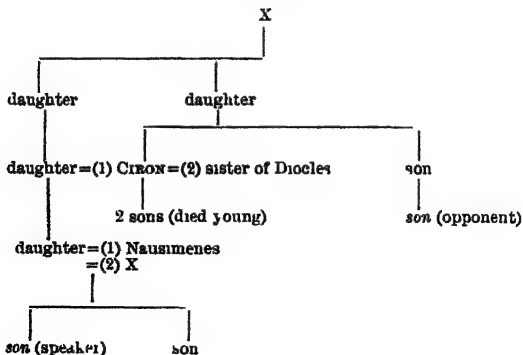 X
daughter daughter
daughter=(1) CIRON=(2) sister of Diocles son
2 sons (died young) son (opponent)
daughter=(1) Nausimenes
=(2) X
son (speaker) son